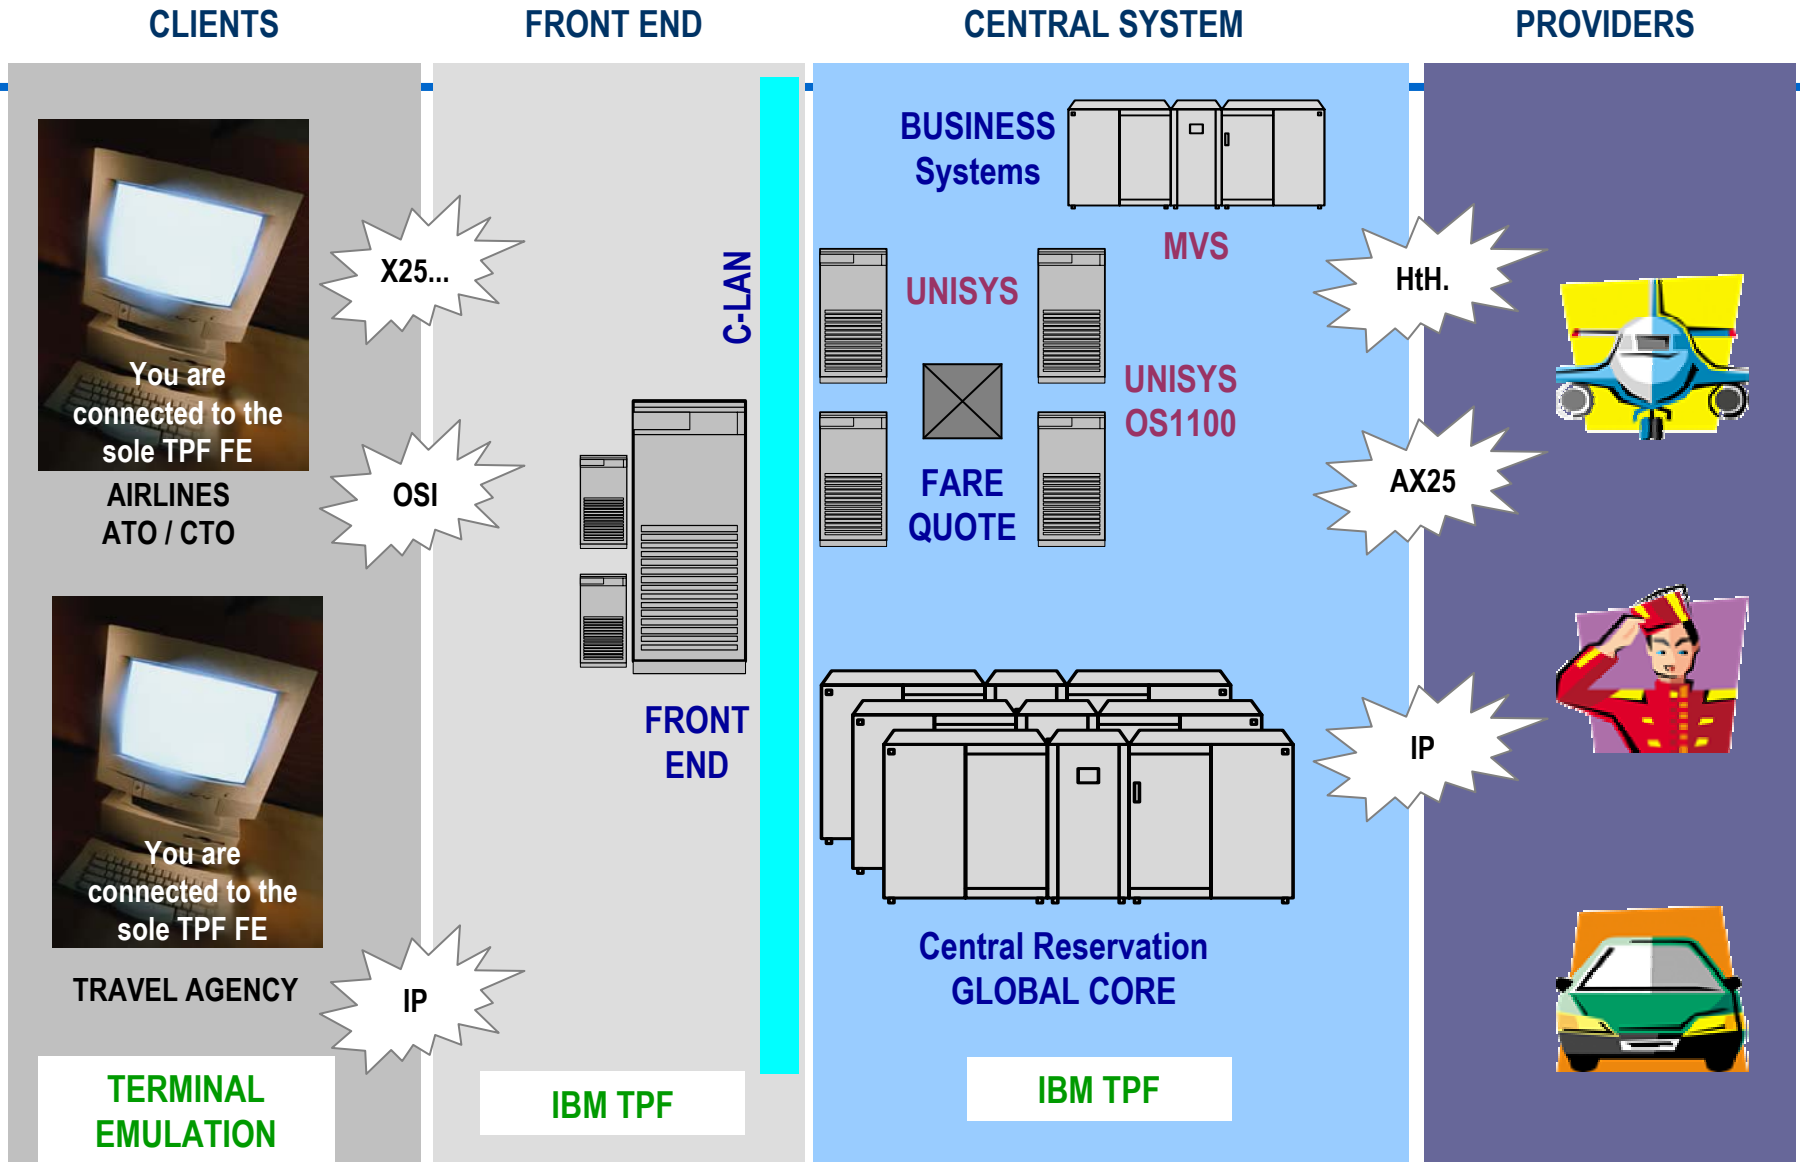 CLIENTS
FRONT END
CENTRAL SYSTEM
PROVIDERS
You are
connected to the
sole TPF FE
AIRLINES
ATO / CTO
You are
connected to the
sole TPF FE
TRAVEL AGENCY
TERMINAL
EMULATION
X25...
OSI
IP
C-LAN
FRONT
END
IBM TPF
BUSINESS
Systems
MVS
UNISYS
UNISYS
OS1100
FARE
QUOTE
Central Reservation
GLOBAL CORE
IBM TPF
HtH.
AX25
IP